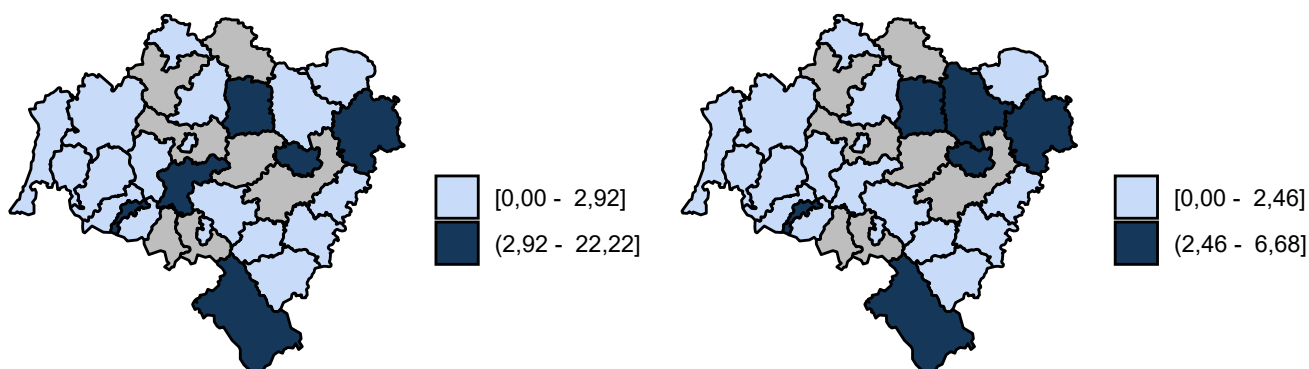 [0,00 - 2,92]
(2,92 - 22,22]
[0,00 - 2,46]
(2,46 - 6,68]